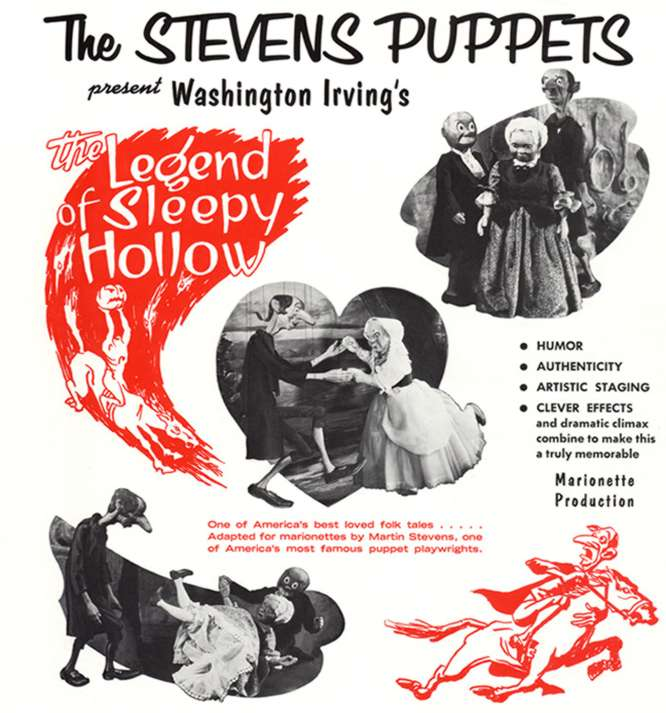 The STEVENS PUPPETS
present Washington Irving's
the Legend
of Sleepy
Hollow
• HUMOR
• AUTHENTICITY
• ARTISTIC STAGING
• CLEVER EFFECTS
and dramatic climax
combine to make this
a truly memorable
Marionette
Production
One of America's best loved folk tales . . . . .
Adapted for marionettes by Martin Stevens, one
of America's most famous puppet playwrights.